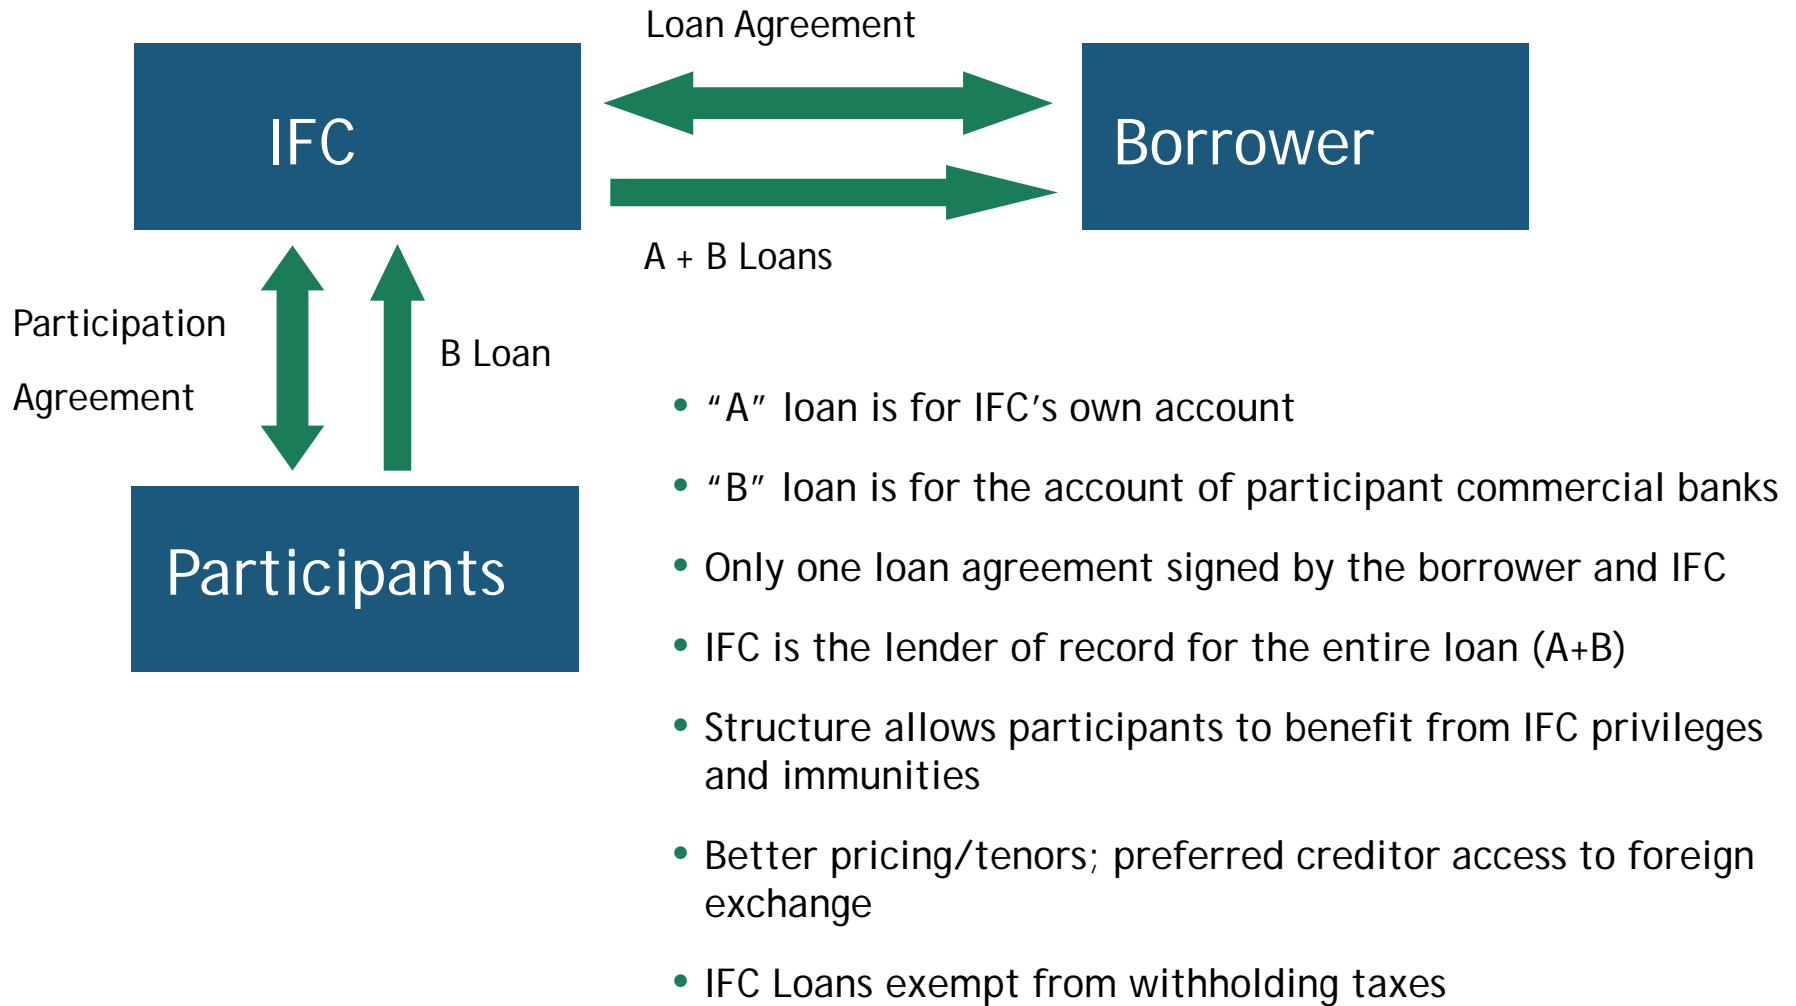 Loan Agreement
IFC
Borrower
A + B Loans
Participation
Agreement
B Loan
Participants
• “A” loan is for IFC’s own account
• “B” loan is for the account of participant commercial banks
• Only one loan agreement signed by the borrower and IFC
• IFC is the lender of record for the entire loan (A+B)
• Structure allows participants to benefit from IFC privileges
and immunities
• Better pricing/tenors; preferred creditor access to foreign
exchange
• IFC Loans exempt from withholding taxes